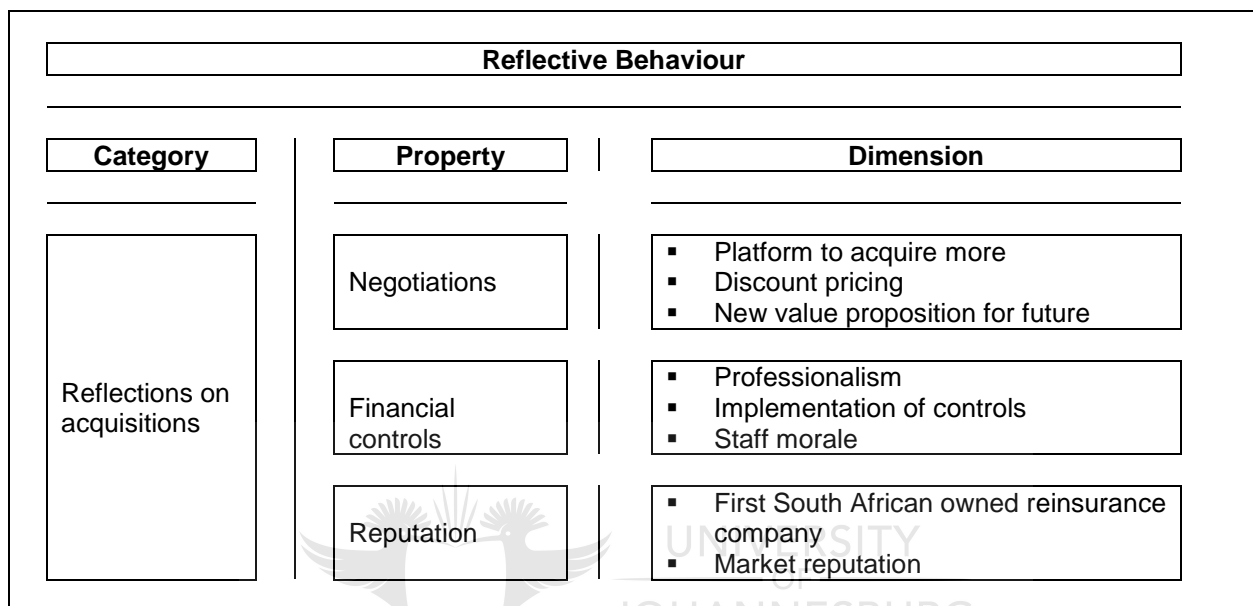 Reflective Behaviour
Category
Property
Dimension
Reflections on
acquisitions
Negotiations
▪ Platform to acquire more
▪ Discount pricing
▪ New value proposition for future
Financial
controls
▪ Professionalism
▪ Implementation of controls
▪ Staff morale
Reputation
▪ First South African owned reinsurance
company
▪ Market reputation
UNIVERSITY
OF
JOHANNESBURG